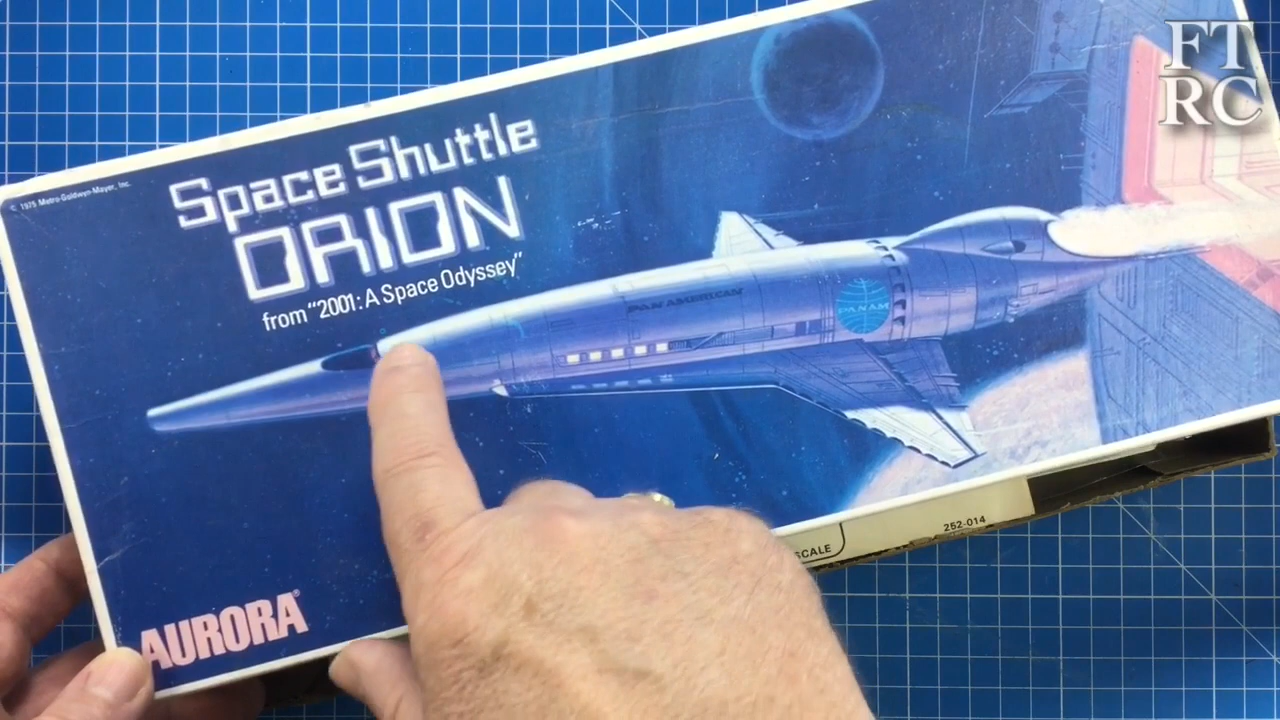 FT
RC
© 1975 Metro-Goldwyn-Mayer, Inc.
Space Shuttle
ORION
from "2001: A Space Odyssey"
PAN AMERICAN
PAN AM
AURORA®
SCALE
252-014